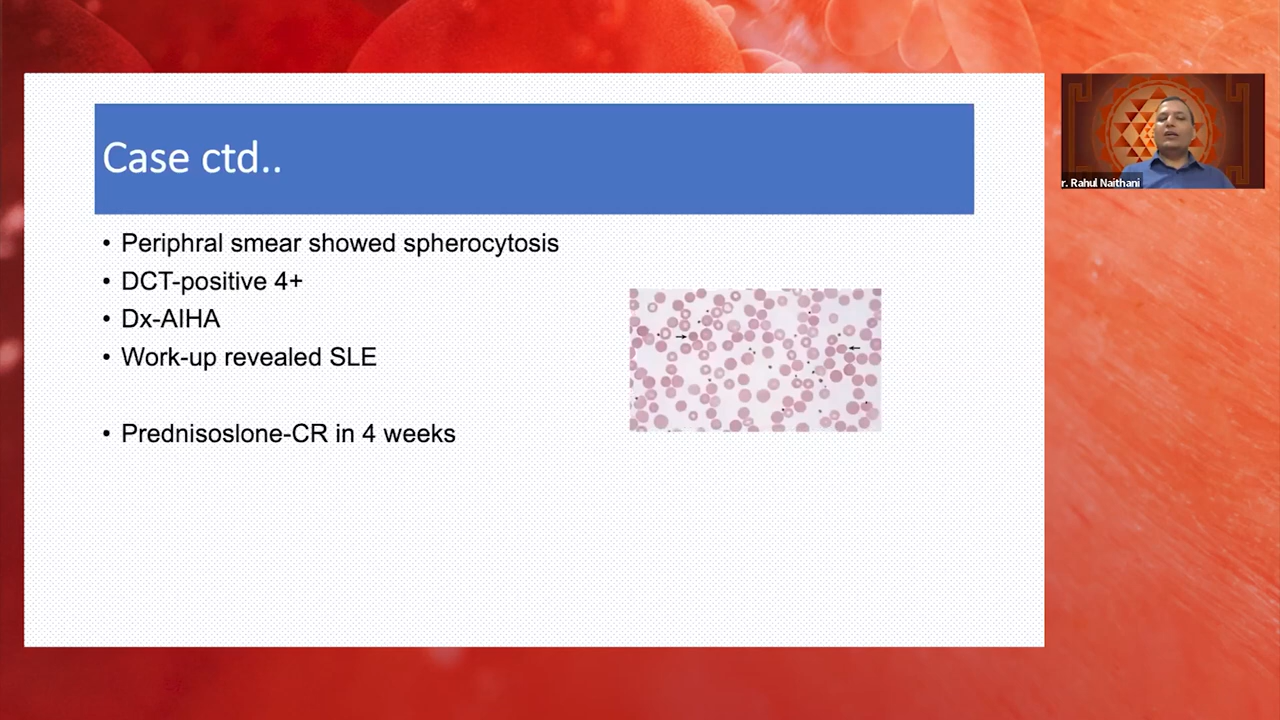 Case ctd..
• Periphral smear showed spherocytosis
• DCT-positive 4+
• Dx-AIHA
• Work-up revealed SLE
• Prednisoslone-CR in 4 weeks
r. Rahul Naithani